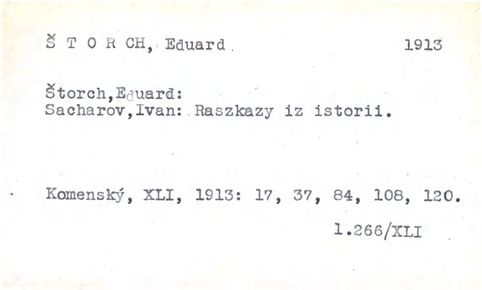 Š T O R CH, Eduard 1913
Štorch,Eduard:
Sacharov,Ivan: Raszkazy iz istorii.
Komenský, XLI, 1913: 17, 37, 84, 108, 120.
1.266/XLI